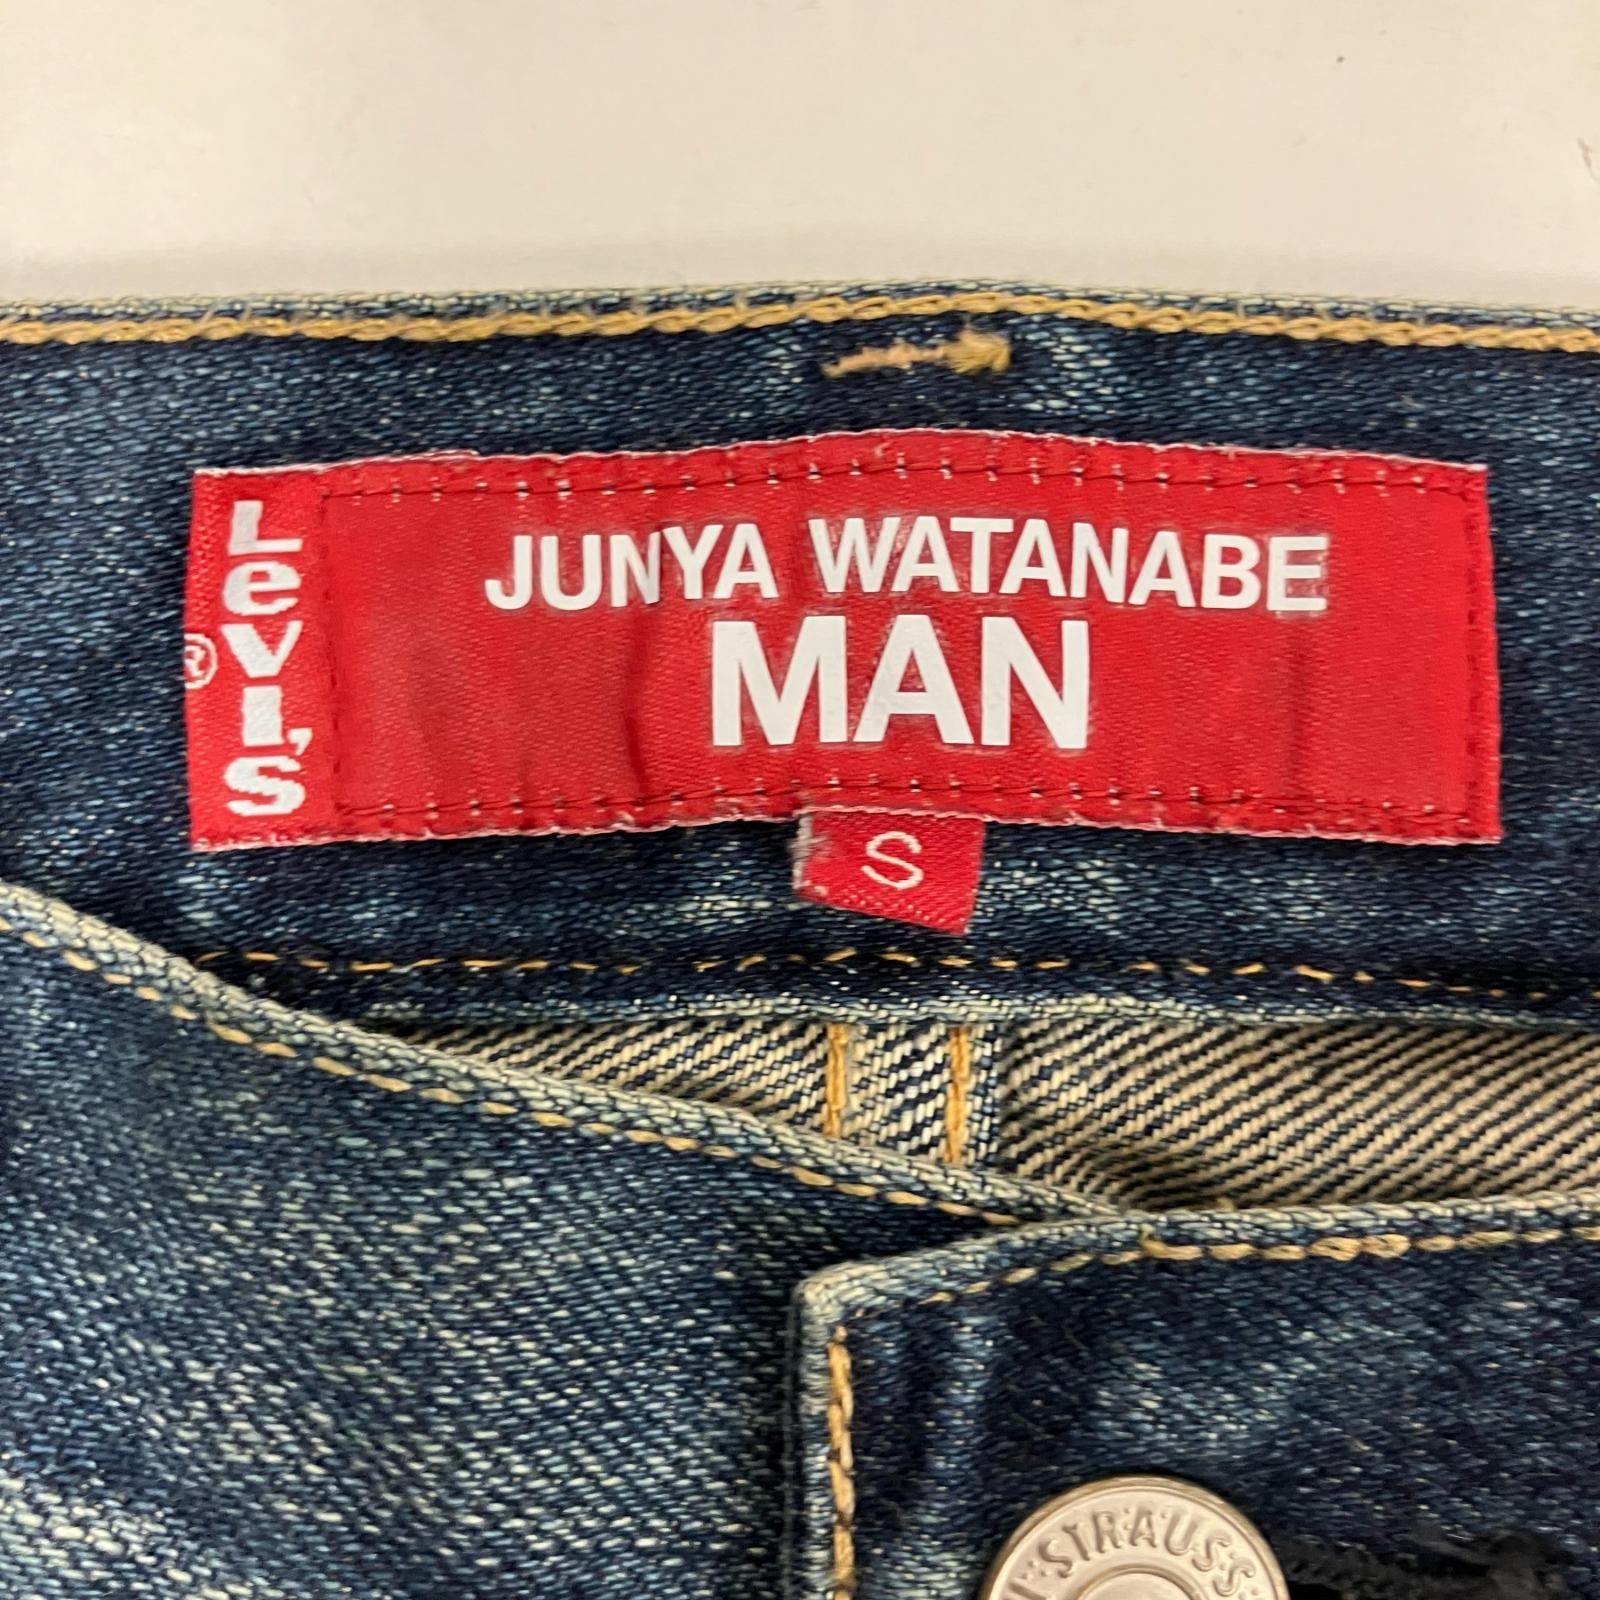 Levi's
®
JUNYA WATANABE
MAN
S
STRAUSS